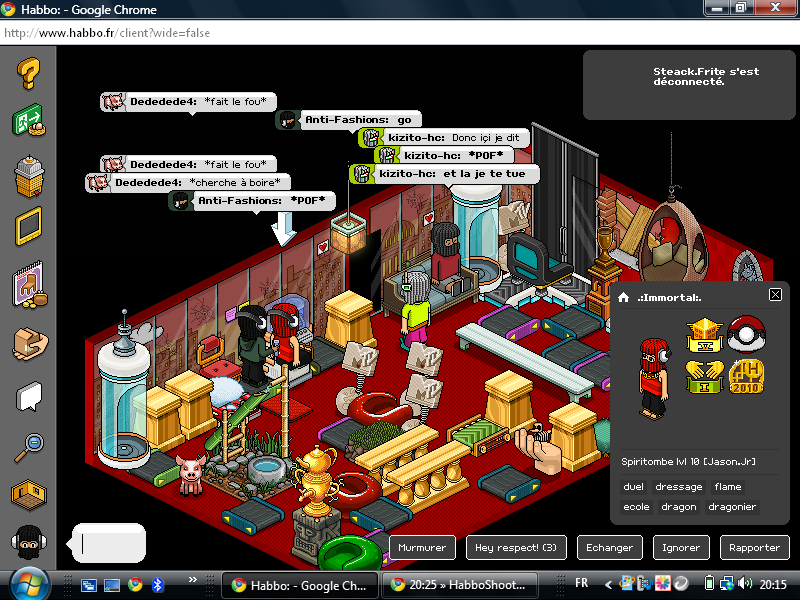 Habbo: - Google Chrome
http://www.habbo.fr/client?wide=false
Steack.Frite s'est
déconnecté.
Dededede4: *fait le fou*
Anti-Fashions: go
kizito-hc: Donc içi je dit
kizito-hc: *POF*
Dededede4: *fait le fou*
kizito-hc: et la je te tue
Dededede4: *cherche à boire*
Anti-Fashions: *POF*
.:Immortal:.
IV
I
2010
Spiritombe lvl 10 [Jason.Jr]
duel dressage flame
ecole dragon dragonier
Murmurer Hey respect! (3) Echanger Ignorer Rapporter
Habbo: - Google Ch... 20:25 » HabboShoot... FR 20:15